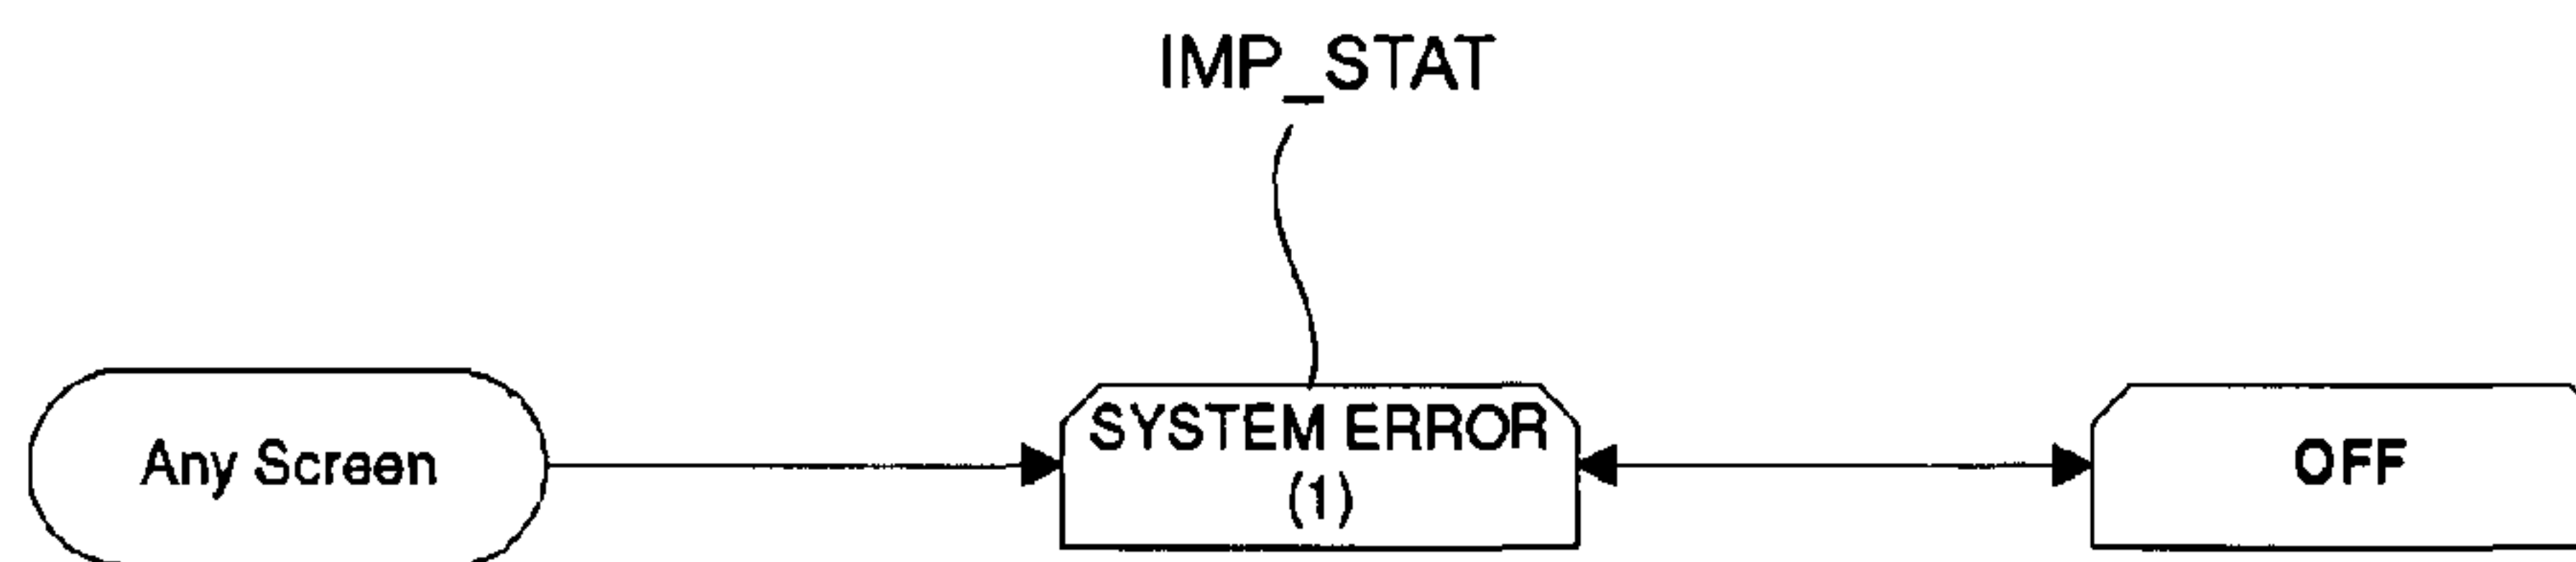 IMP_STAT
Any Screen
SYSTEM ERROR
(1)
OFF